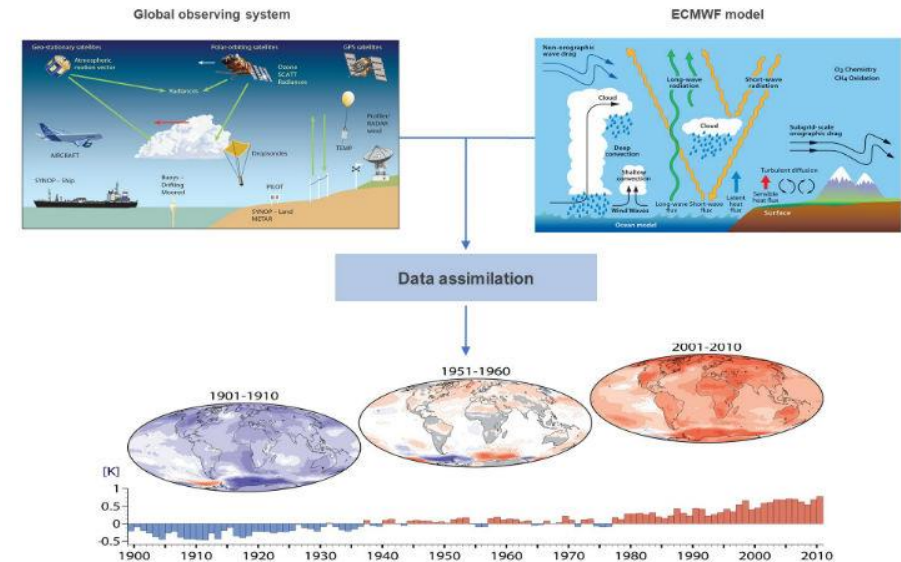 Global observing system
ECMWF model
Geo-stationary satellites
Polar-orbiting satellites
GPS satellites
Atmospheric
motion vector
Ozone
SCATT
Radiances
Radiances
Profiler/
RADAR
wind
TEMP
AIRCRAFT
Dropsondes
SYNOP – Ship
Buoys –
Drifting
Moored
PILOT
SYNOP – Land
METAR
Non-orographic
wave drag
Long-wave
radiation
Short-wave
radiation
O3 Chemistry
CH4 Oxidation
Cloud
Cloud
Deep
convection
Subgrid-scale
orographic drag
Shallow
convection
Turbulent diffusion
Wind Waves
Long-wave
flux
Short-wave
flux
Latent
heat
flux
Sensible
heat flux
Surface
Ocean model
Data assimilation
1901-1910
1951-1960
2001-2010
[K]
1
0.5
0
-0.5
1900 1910 1920 1930 1940 1950 1960 1970 1980 1990 2000 2010